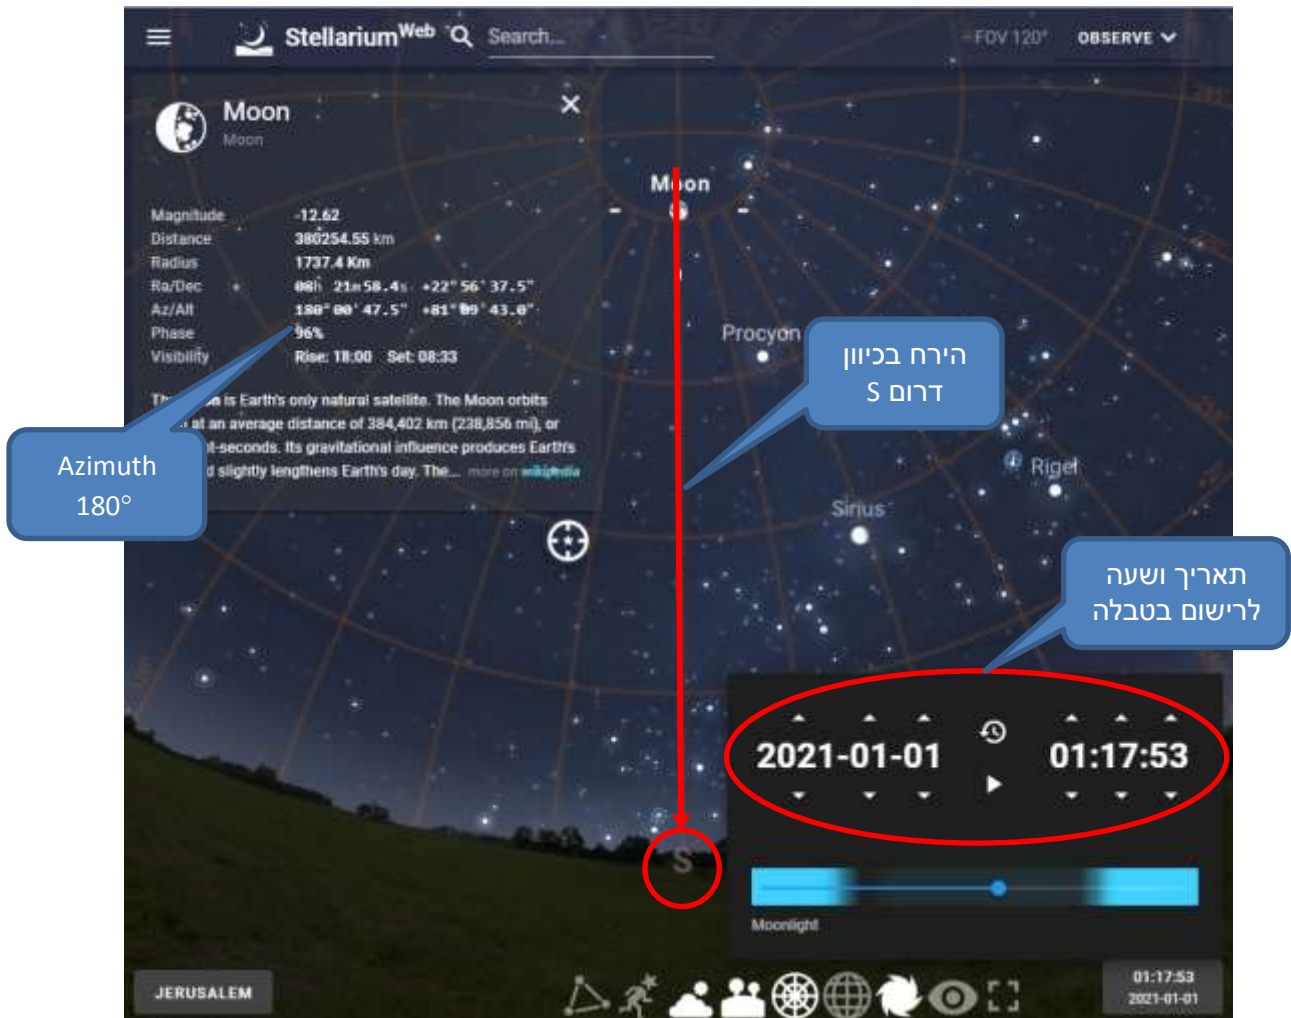 StellariumWeb
Search...
FOV 120°
OBSERVE
Moon
Moon
Magnitude -12.62
Distance 380254.55 km
Radius 1737.4 Km
Ra/Dec 08h 21m 58.4s +22° 56' 37.5"
Az/Alt 180° 00' 47.5" +81° 09' 43.0"
Phase 96%
Visibility Rise: 18:00 Set: 08:33
is Earth's only natural satellite. The Moon orbits
at an average distance of 384,402 km (238,856 mi), or
t-seconds. Its gravitational influence produces Earth's
d slightly lengthens Earth's day. The... more on wikipedia
Azimuth
180°
Moon
Procyon
הירח בכיוון
דרום S
Rigel
Sirius
תאריך ושעה
לרישום בטבלה
2021-01-01 01:17:53
S
Moonlight
JERUSALEM
01:17:53
2021-01-01